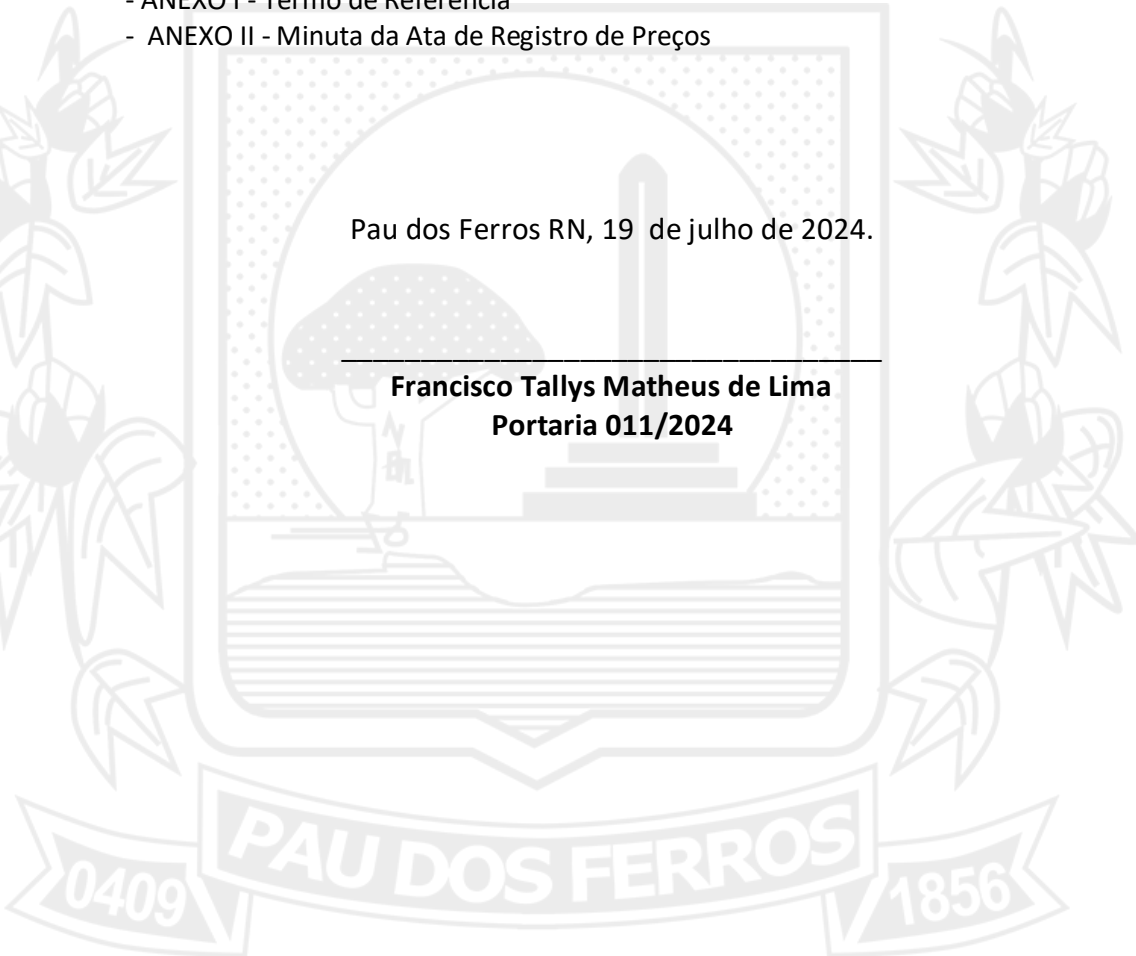 - ANEXO I - Termo de Referência
- ANEXO II - Minuta da Ata de Registro de Preços
Pau dos Ferros RN, 19 de julho de 2024.
Francisco Tallys Matheus de Lima
Portaria 011/2024
PAU DOS FERROS
0409
1856